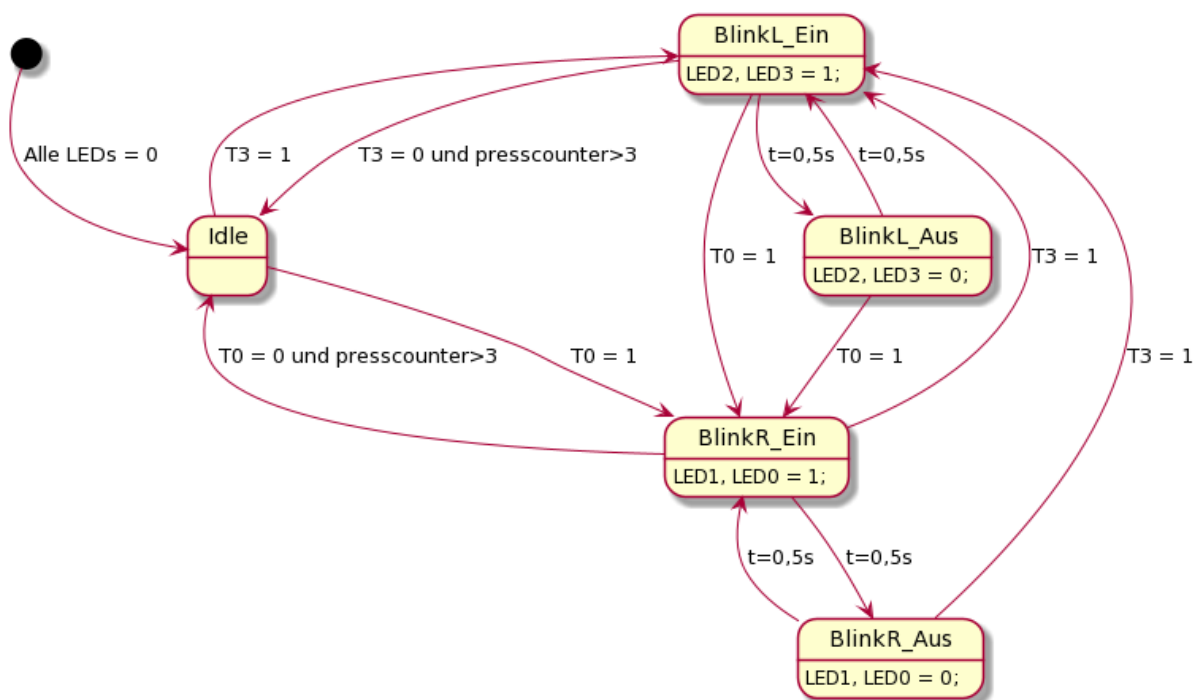 BlinkL_Ein
LED2, LED3 = 1;
Alle LEDs = 0
T3 = 1
T3 = 0 und presscounter>3
t=0,5s
t=0,5s
Idle
BlinkL_Aus
LED2, LED3 = 0;
T0 = 1
T3 = 1
T0 = 0 und presscounter>3
T0 = 1
T0 = 1
T3 = 1
BlinkR_Ein
LED1, LED0 = 1;
t=0,5s
t=0,5s
BlinkR_Aus
LED1, LED0 = 0;